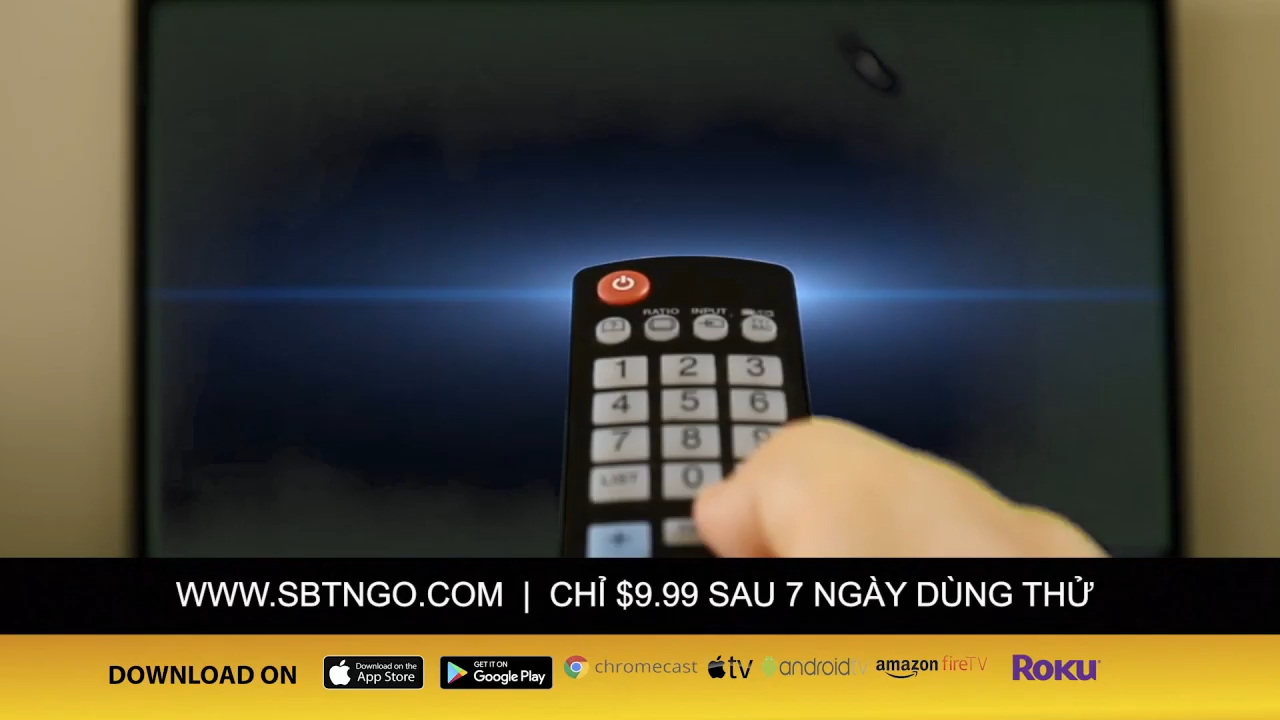 RATIO INPUT
1 2 3
4 5 6
7 8 9
LIST 0
+
WWW.SBTNGO.COM | CHỈ $9.99 SAU 7 NGÀY DÙNG THỬ
DOWNLOAD ON
Download on the
App Store
GET IT ON
Google Play
chromecast
tv
androidtv
amazon fireTV
ROKU